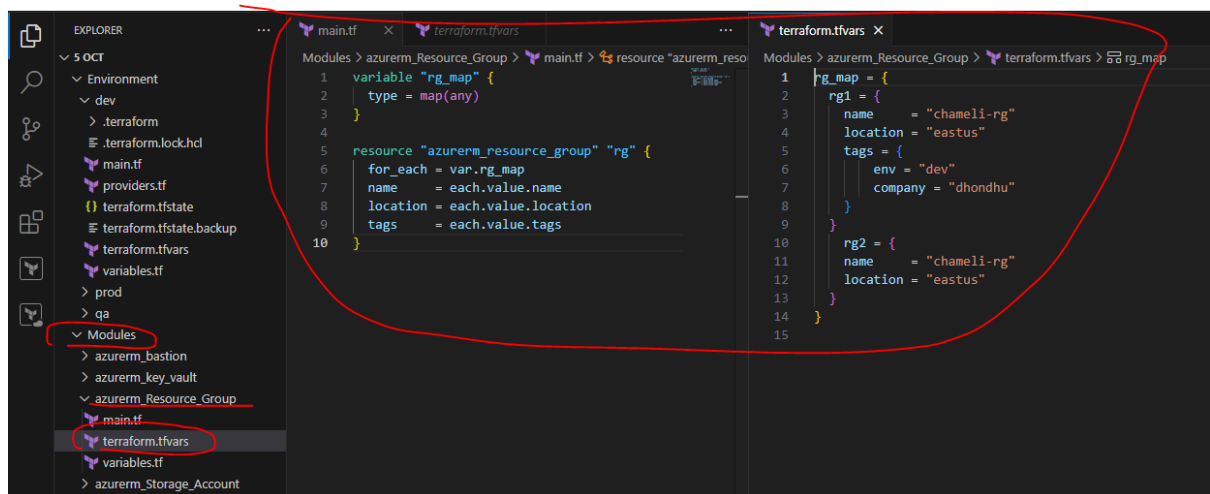 EXPLORER
...
5 OCT
Environment
dev
.terraform
.terraform.lock.hcl
main.tf
providers.tf
{} terraform.tfstate
terraform.tfstate.backup
terraform.tfvars
variables.tf
prod
qa
Modules
azurerm_bastion
azurerm_key_vault
azurerm_Resource_Group
main.tf
terraform.tfvars
variables.tf
azurerm_Storage_Account
main.tf × terraform.tfvars ...
Modules > azurerm_Resource_Group > main.tf > resource "azurerm_reso
1 variable "rg_map" {
2 type = map(any)
3 }
4
5 resource "azurerm_resource_group" "rg" {
6 for_each = var.rg_map
7 name     = each.value.name
8 location = each.value.location
9 tags     = each.value.tags
10 }
terraform.tfvars ×
Modules > azurerm_Resource_Group > terraform.tfvars > rg_map
1 rg_map = {
2 rg1 = {
3 name     = "chameli-rg"
4 location = "eastus"
5 tags = {
6 env = "dev"
7 company = "dhondhu"
8 }
9 }
10 rg2 = {
11 name     = "chameli-rg"
12 location = "eastus"
13 }
14 }
15